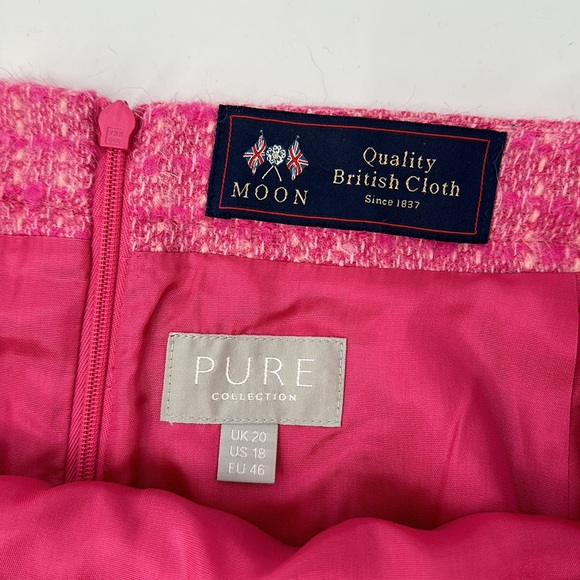 MOON
Quality
British Cloth
Since 1837
PURE
COLLECTION
UK 20
US 18
EU 46